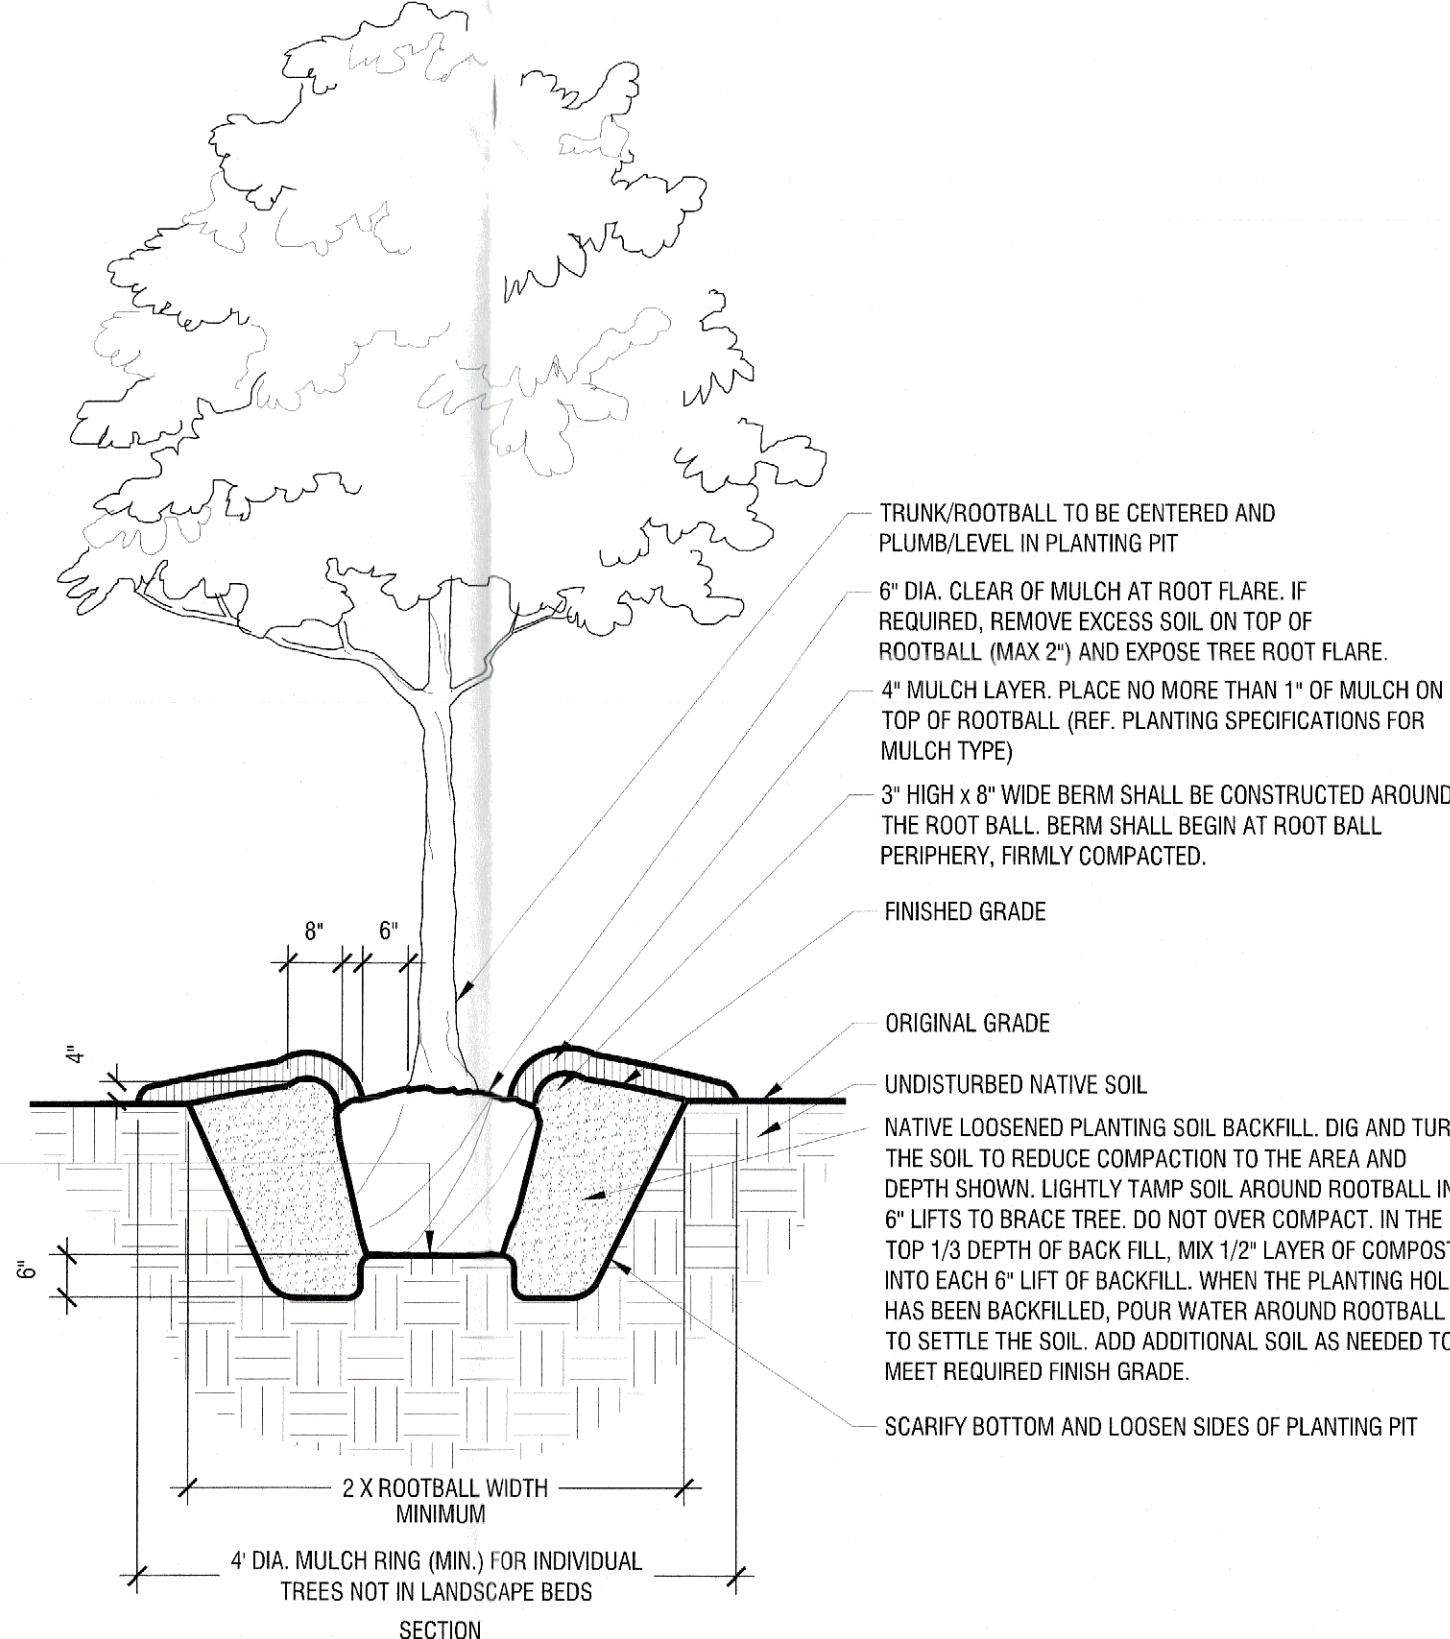 TRUNK/ROOTBALL TO BE CENTERED AND
PLUMB/LEVEL IN PLANTING PIT
6" DIA. CLEAR OF MULCH AT ROOT FLARE. IF
REQUIRED, REMOVE EXCESS SOIL ON TOP OF
ROOTBALL (MAX 2") AND EXPOSE TREE ROOT FLARE.
4" MULCH LAYER. PLACE NO MORE THAN 1" OF MULCH ON
TOP OF ROOTBALL (REF. PLANTING SPECIFICATIONS FOR
MULCH TYPE)
3" HIGH x 8" WIDE BERM SHALL BE CONSTRUCTED AROUND
THE ROOT BALL. BERM SHALL BEGIN AT ROOT BALL
PERIPHERY, FIRMLY COMPACTED.
FINISHED GRADE
8" 6"
ORIGINAL GRADE
4"
UNDISTURBED NATIVE SOIL
NATIVE LOOSENED PLANTING SOIL BACKFILL. DIG AND TUR
THE SOIL TO REDUCE COMPACTION TO THE AREA AND
DEPTH SHOWN. LIGHTLY TAMP SOIL AROUND ROOTBALL IN
6" LIFTS TO BRACE TREE. DO NOT OVER COMPACT. IN THE
TOP 1/3 DEPTH OF BACK FILL, MIX 1/2" LAYER OF COMPOST
INTO EACH 6" LIFT OF BACKFILL. WHEN THE PLANTING HOL
HAS BEEN BACKFILLED, POUR WATER AROUND ROOTBALL
TO SETTLE THE SOIL. ADD ADDITIONAL SOIL AS NEEDED TO
MEET REQUIRED FINISH GRADE.
6"
SCARIFY BOTTOM AND LOOSEN SIDES OF PLANTING PIT
2 X ROOTBALL WIDTH
MINIMUM
4' DIA. MULCH RING (MIN.) FOR INDIVIDUAL
TREES NOT IN LANDSCAPE BEDS
SECTION